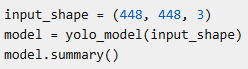 input_shape = (448, 448, 3)
model = yolo_model(input_shape)
model.summary()